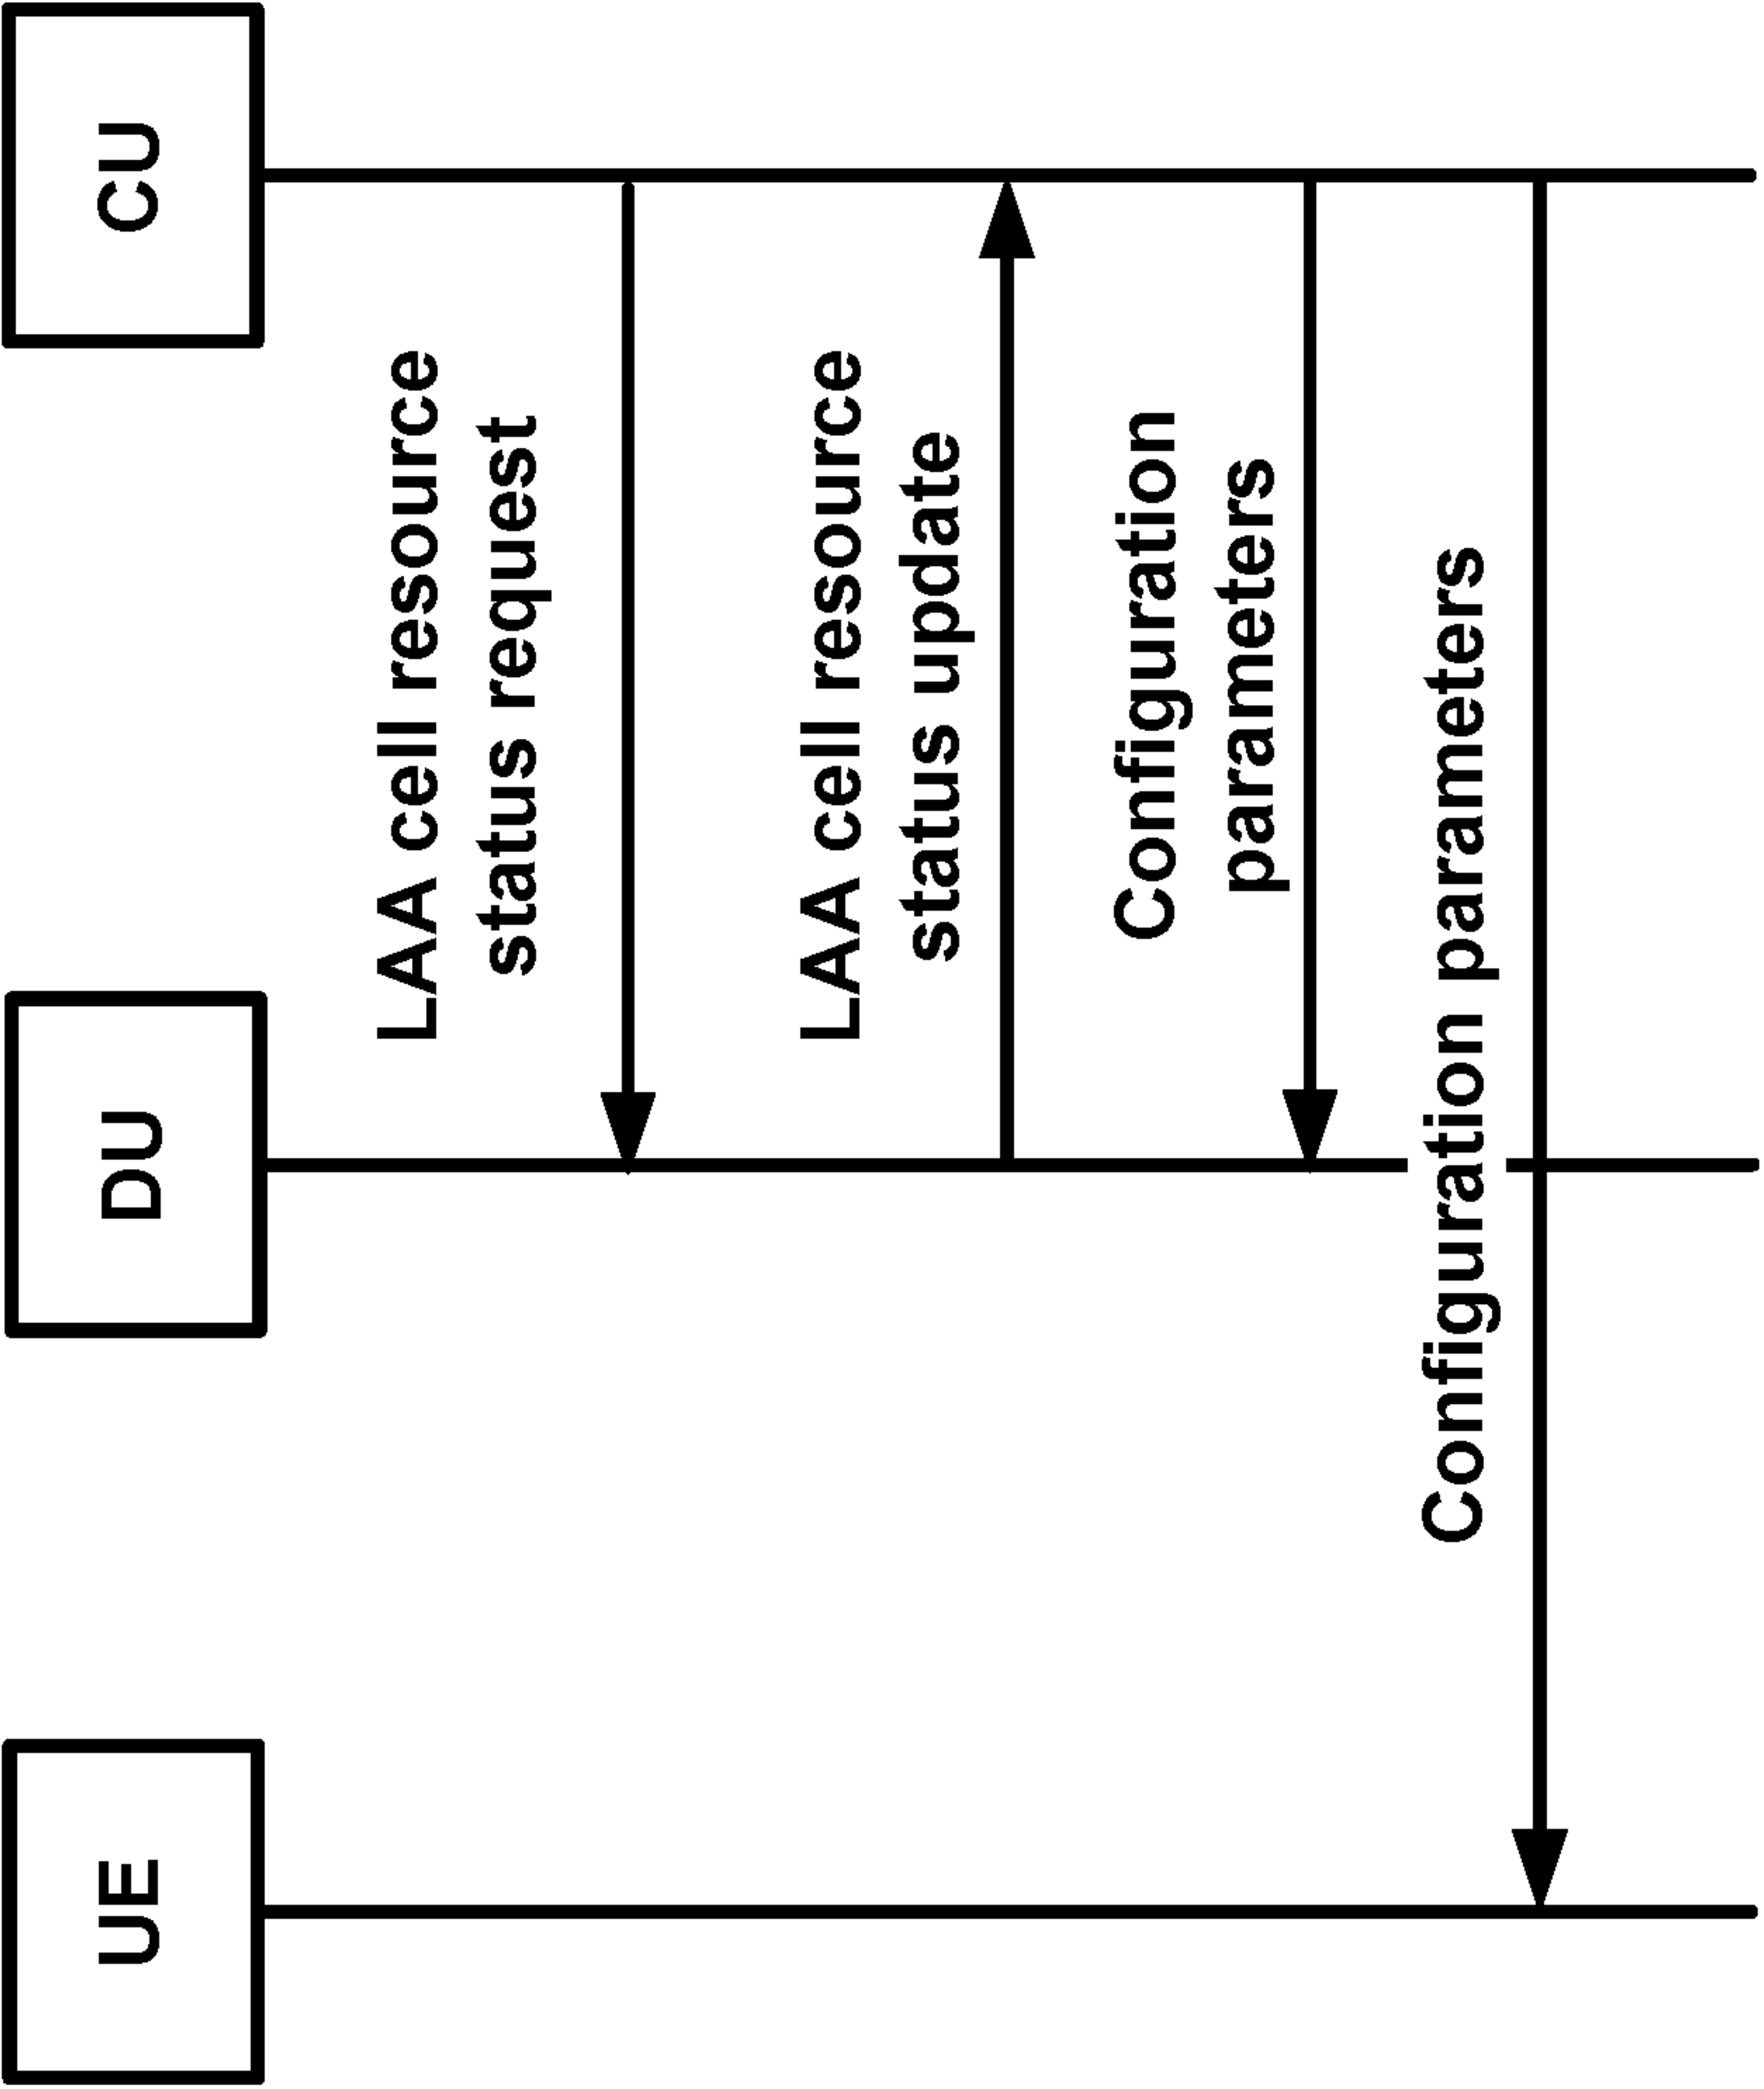 UE
DU
CU
LAA cell resource
status request
LAA cell resource
status update
Configuration
parameters
Configuration parameters